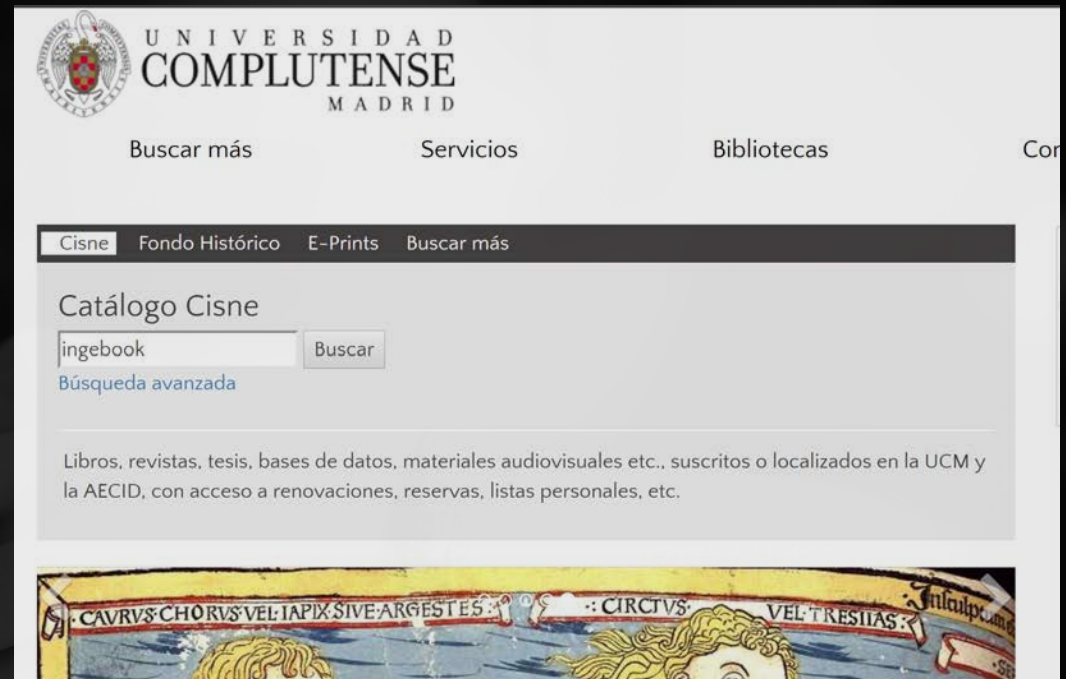 UNIVERSIDAD
COMPLUTENSE
MADRID
Buscar más Servicios Bibliotecas Cor
Cisne Fondo Histórico E-Prints Buscar más
Catálogo Cisne
ingebook Buscar
Búsqueda avanzada
Libros, revistas, tesis, bases de datos, materiales audiovisuales etc., suscritos o localizados en la UCM y
la AECID, con acceso a renovaciones, reservas, listas personales, etc.
·CAVRVS·CHORVS·VEL·IAPIX·SIVE·ARGESTES: .:CIRCIVS· VEL·TRESIIAS: